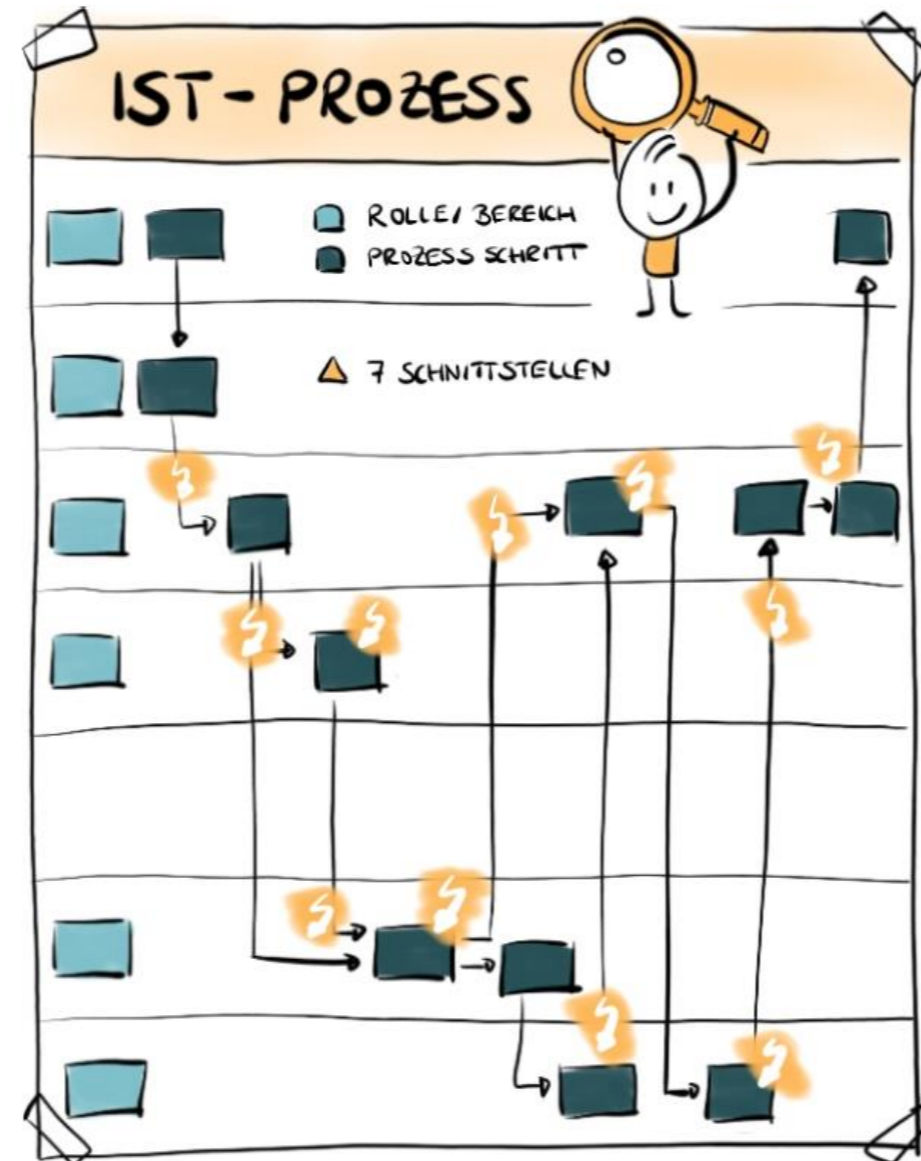 IST - PROZESS
ROLLE / BEREICH
PROZESS SCHRITT
7 SCHNITTSTELLEN